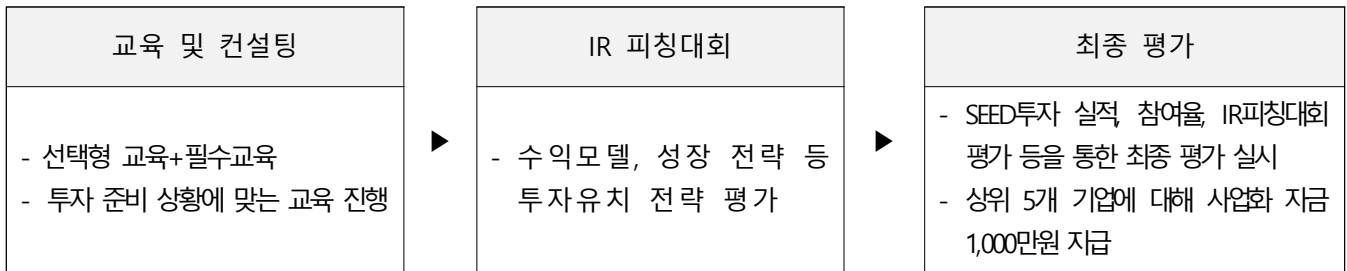 교육 및 컨설팅
- 선택형 교육+필수교육
- 투자 준비 상황에 맞는 교육 진행
▶
IR 피칭대회
- 수익모델, 성장 전략 등
투자유치 전략 평가
▶
최종 평가
- SEED투자 실적, 참여율, IR피칭대회
평가 등을 통한 최종 평가 실시
- 상위 5개 기업에 대해 사업화 자금
1,000만원 지급